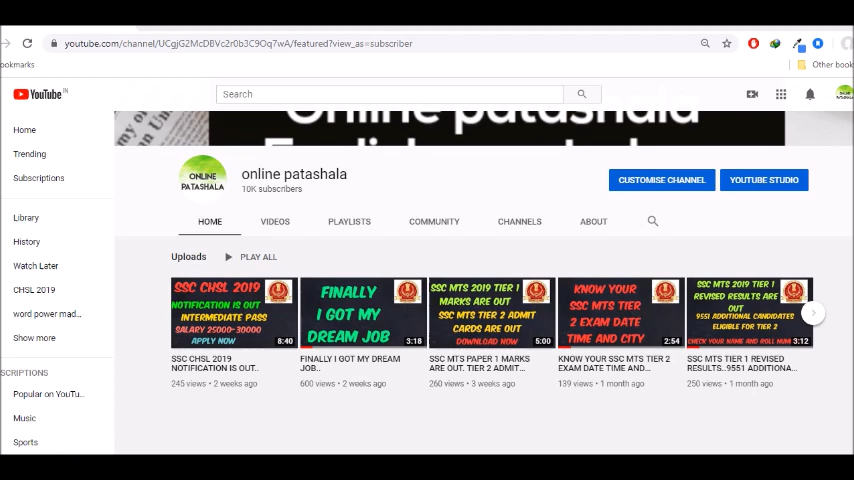 youtube.com/channel/UCgjG2McDBVc2r0b3C9Oq7wA/featured?view_as=subscriber
ookmarks
Other book
YouTube IN
Search
Online patashala
Home
Trending
Subscriptions
Library
History
Watch Later
CHSL 2019
word power mad...
Show more
SCRIPTIONS
Popular on YouTu...
Music
Sports
ONLINE
PATASHALA
online patashala
10K subscribers
CUSTOMISE CHANNEL
YOUTUBE STUDIO
HOME
VIDEOS
PLAYLISTS
COMMUNITY
CHANNELS
ABOUT
Uploads
PLAY ALL
SSC CHSL 2019
NOTIFICATION IS OUT
INTERMEDIATE PASS
SALARY 25000-30000
APPLY NOW
8:40
SSC CHSL 2019
NOTIFICATION IS OUT..
245 views • 2 weeks ago
FINALLY
I GOT MY
DREAM JOB
3:18
FINALLY I GOT MY DREAM
JOB..
600 views • 2 weeks ago
SSC MTS 2019 TIER 1
MARKS ARE OUT
SSC MTS TIER 2 ADMIT
CARDS ARE OUT
DOWNLOAD NOW
5:00
SSC MTS PAPER 1 MARKS
ARE OUT. TIER 2 ADMIT...
260 views • 3 weeks ago
KNOW YOUR
SSC MTS TIER
2 EXAM DATE
TIME AND CITY
2:54
KNOW YOUR SSC MTS TIER 2
EXAM DATE TIME AND...
139 views • 1 month ago
SSC MTS 2019 TIER 1
REVISED RESULTS ARE
OUT
9551 ADDITIONAL CANDIDATES
ELIGIBLE FOR TIER 2
CHECK YOUR NAME AND ROLL NUM
3:12
SSC MTS TIER 1 REVISED
RESULTS..9551 ADDITIONA...
250 views • 1 month ago